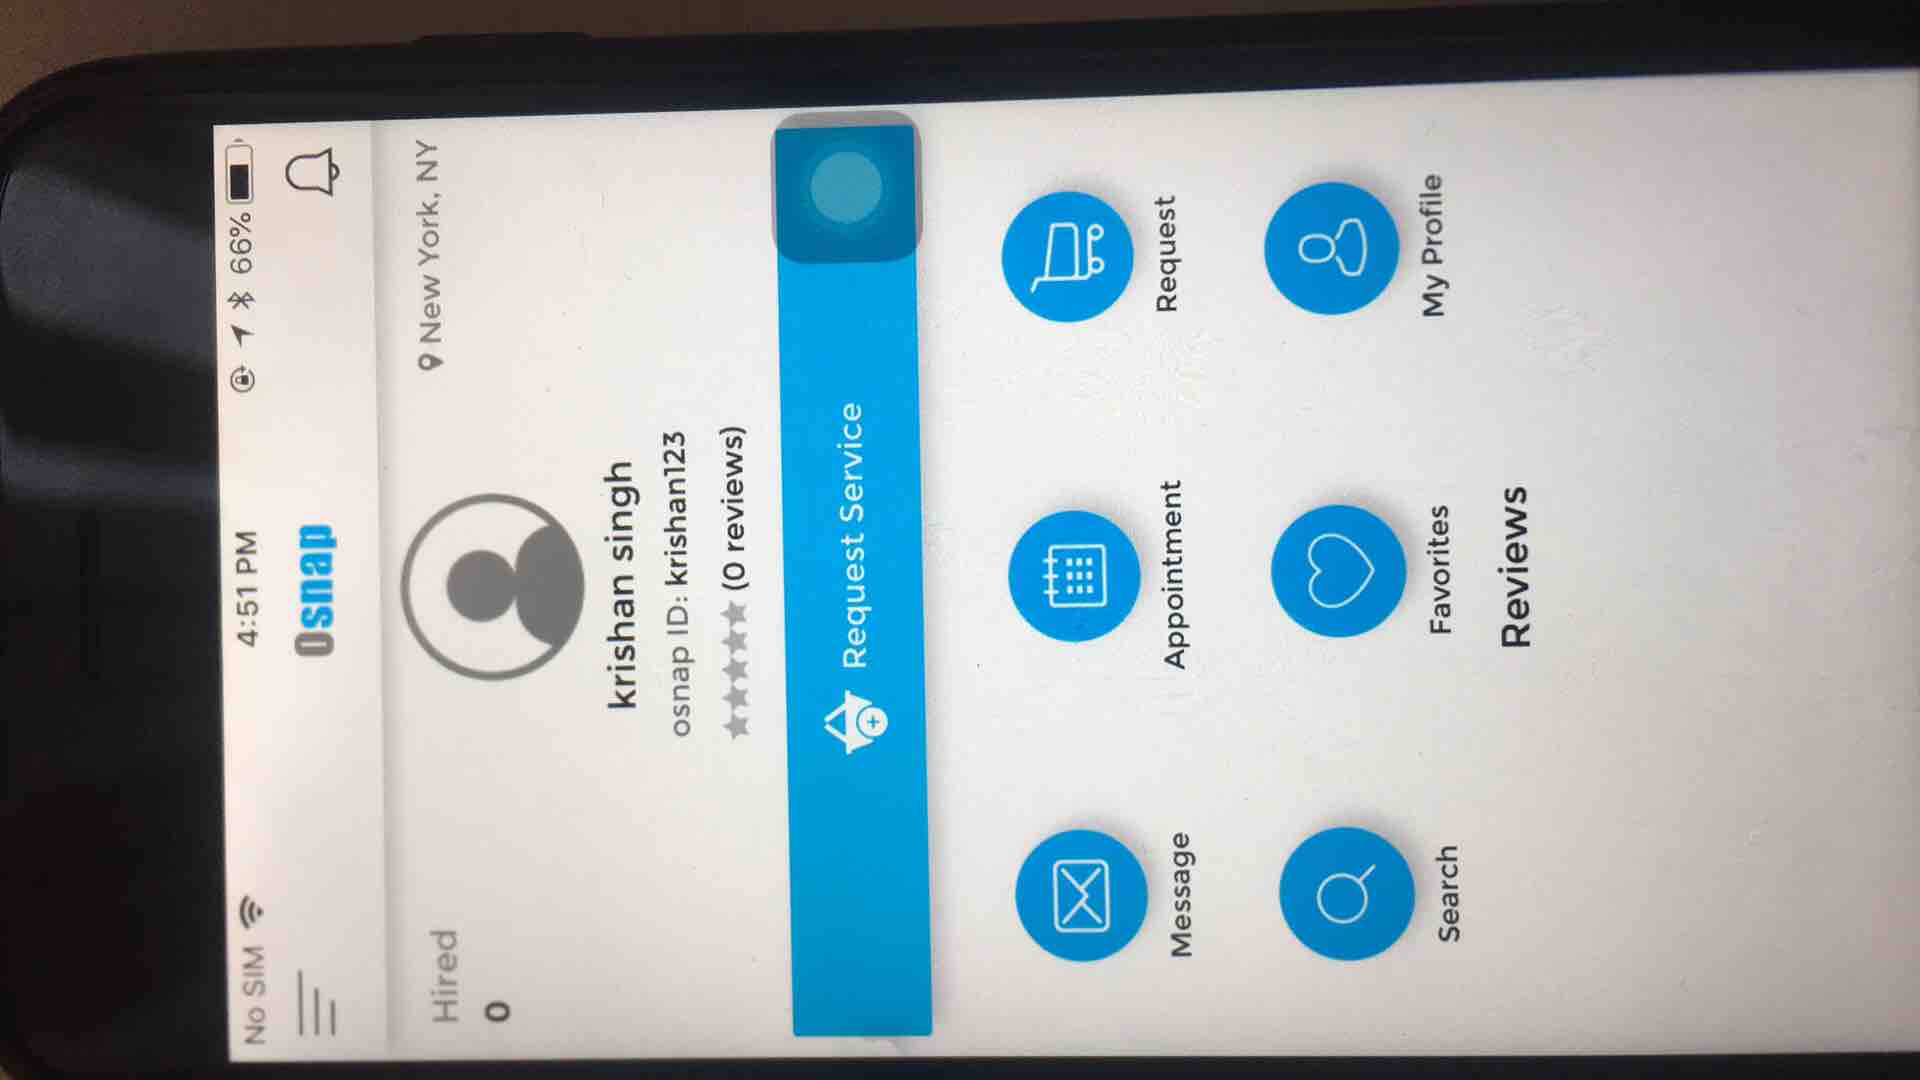 No SIM 4:51 PM 66%
Osnap
Hired
0
New York, NY
krishan singh
osnap ID: krishan123
(0 reviews)
Request Service
Message
Appointment
Request
Search
Favorites
My Profile
Reviews